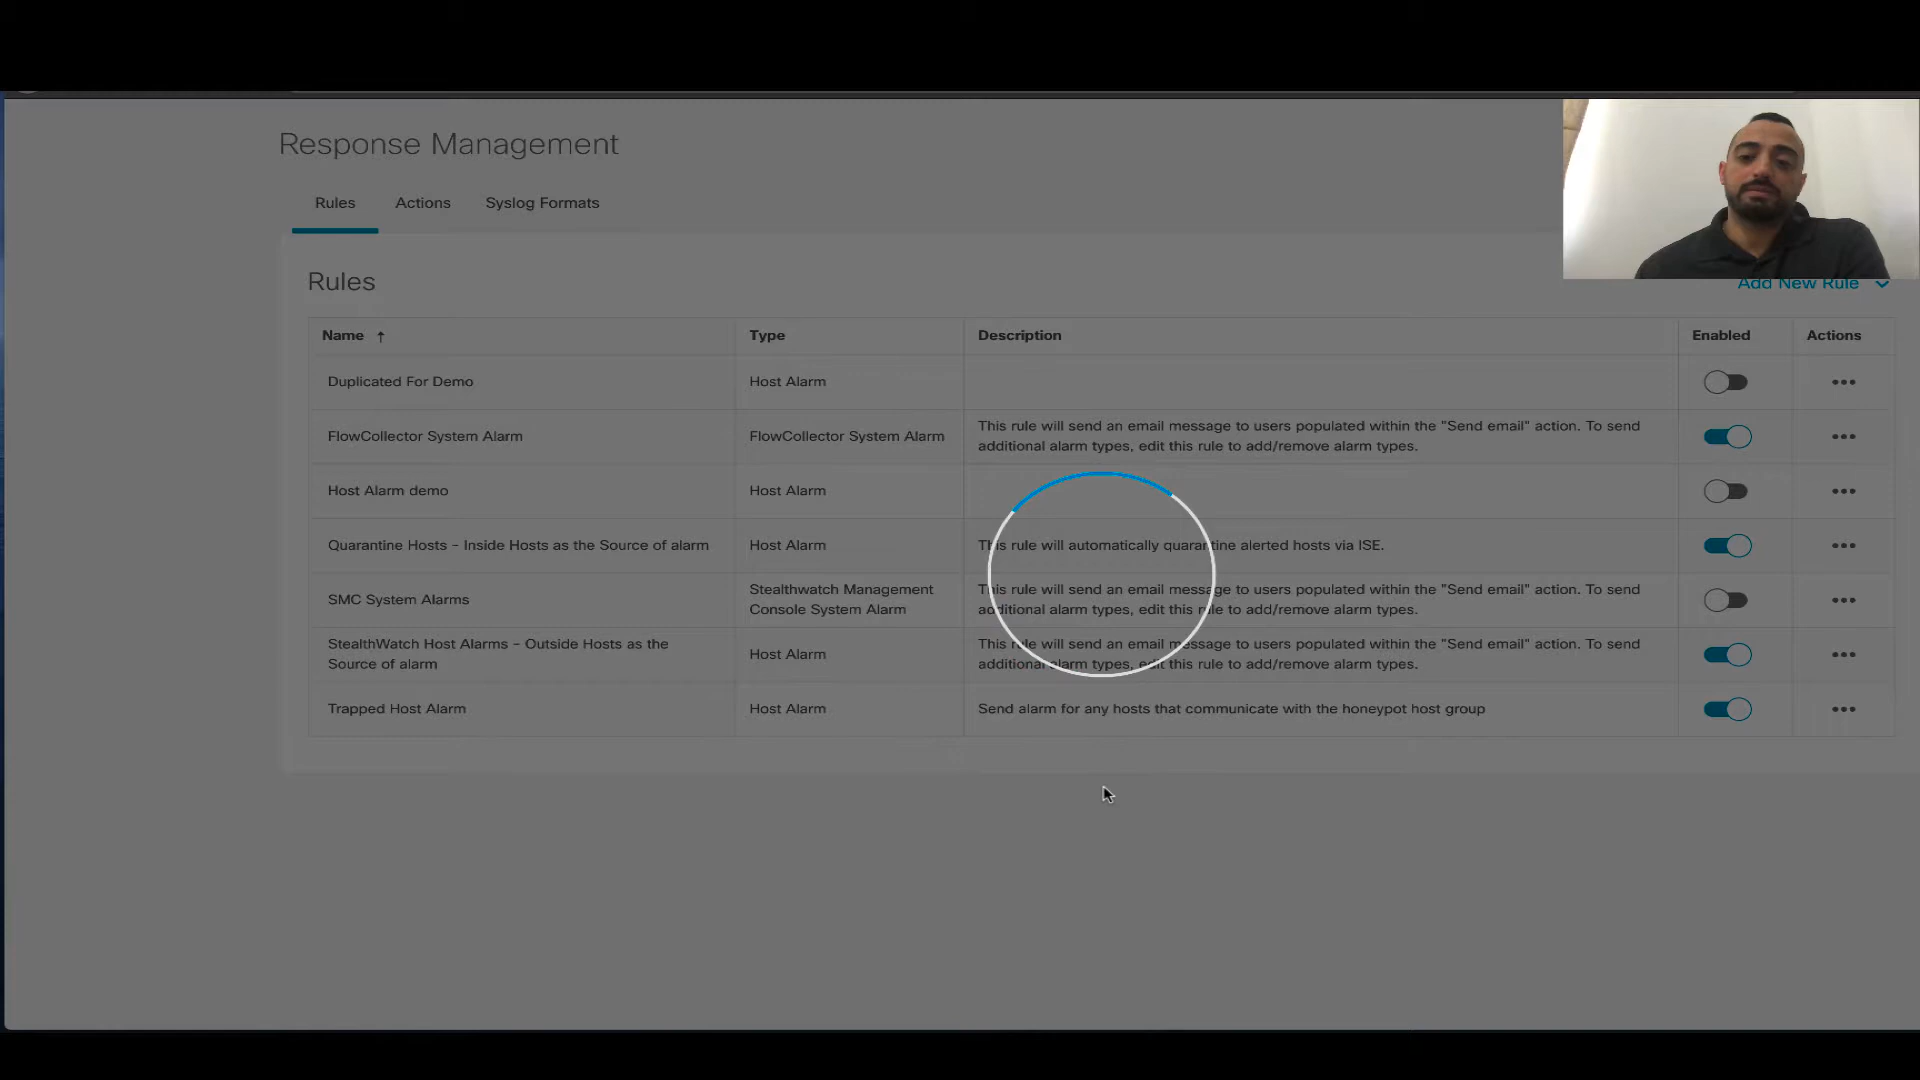 Response Management
Rules Actions Syslog Formats
Rules
Add New Rule
Name ↑ Type Description Enabled Actions
Duplicated For Demo Host Alarm
FlowCollector System Alarm FlowCollector System Alarm This rule will send an email message to users populated within the "Send email" action. To send
additional alarm types, edit this rule to add/remove alarm types.
Host Alarm demo Host Alarm
Quarantine Hosts - Inside Hosts as the Source of alarm Host Alarm This rule will automatically quarantine alerted hosts via ISE.
SMC System Alarms Stealthwatch Management This rule will send an email message to users populated within the "Send email" action. To send
Console System Alarm additional alarm types, edit this rule to add/remove alarm types.
StealthWatch Host Alarms - Outside Hosts as the Host Alarm This rule will send an email message to users populated within the "Send email" action. To send
Source of alarm additional alarm types, edit this rule to add/remove alarm types.
Trapped Host Alarm Host Alarm Send alarm for any hosts that communicate with the honeypot host group